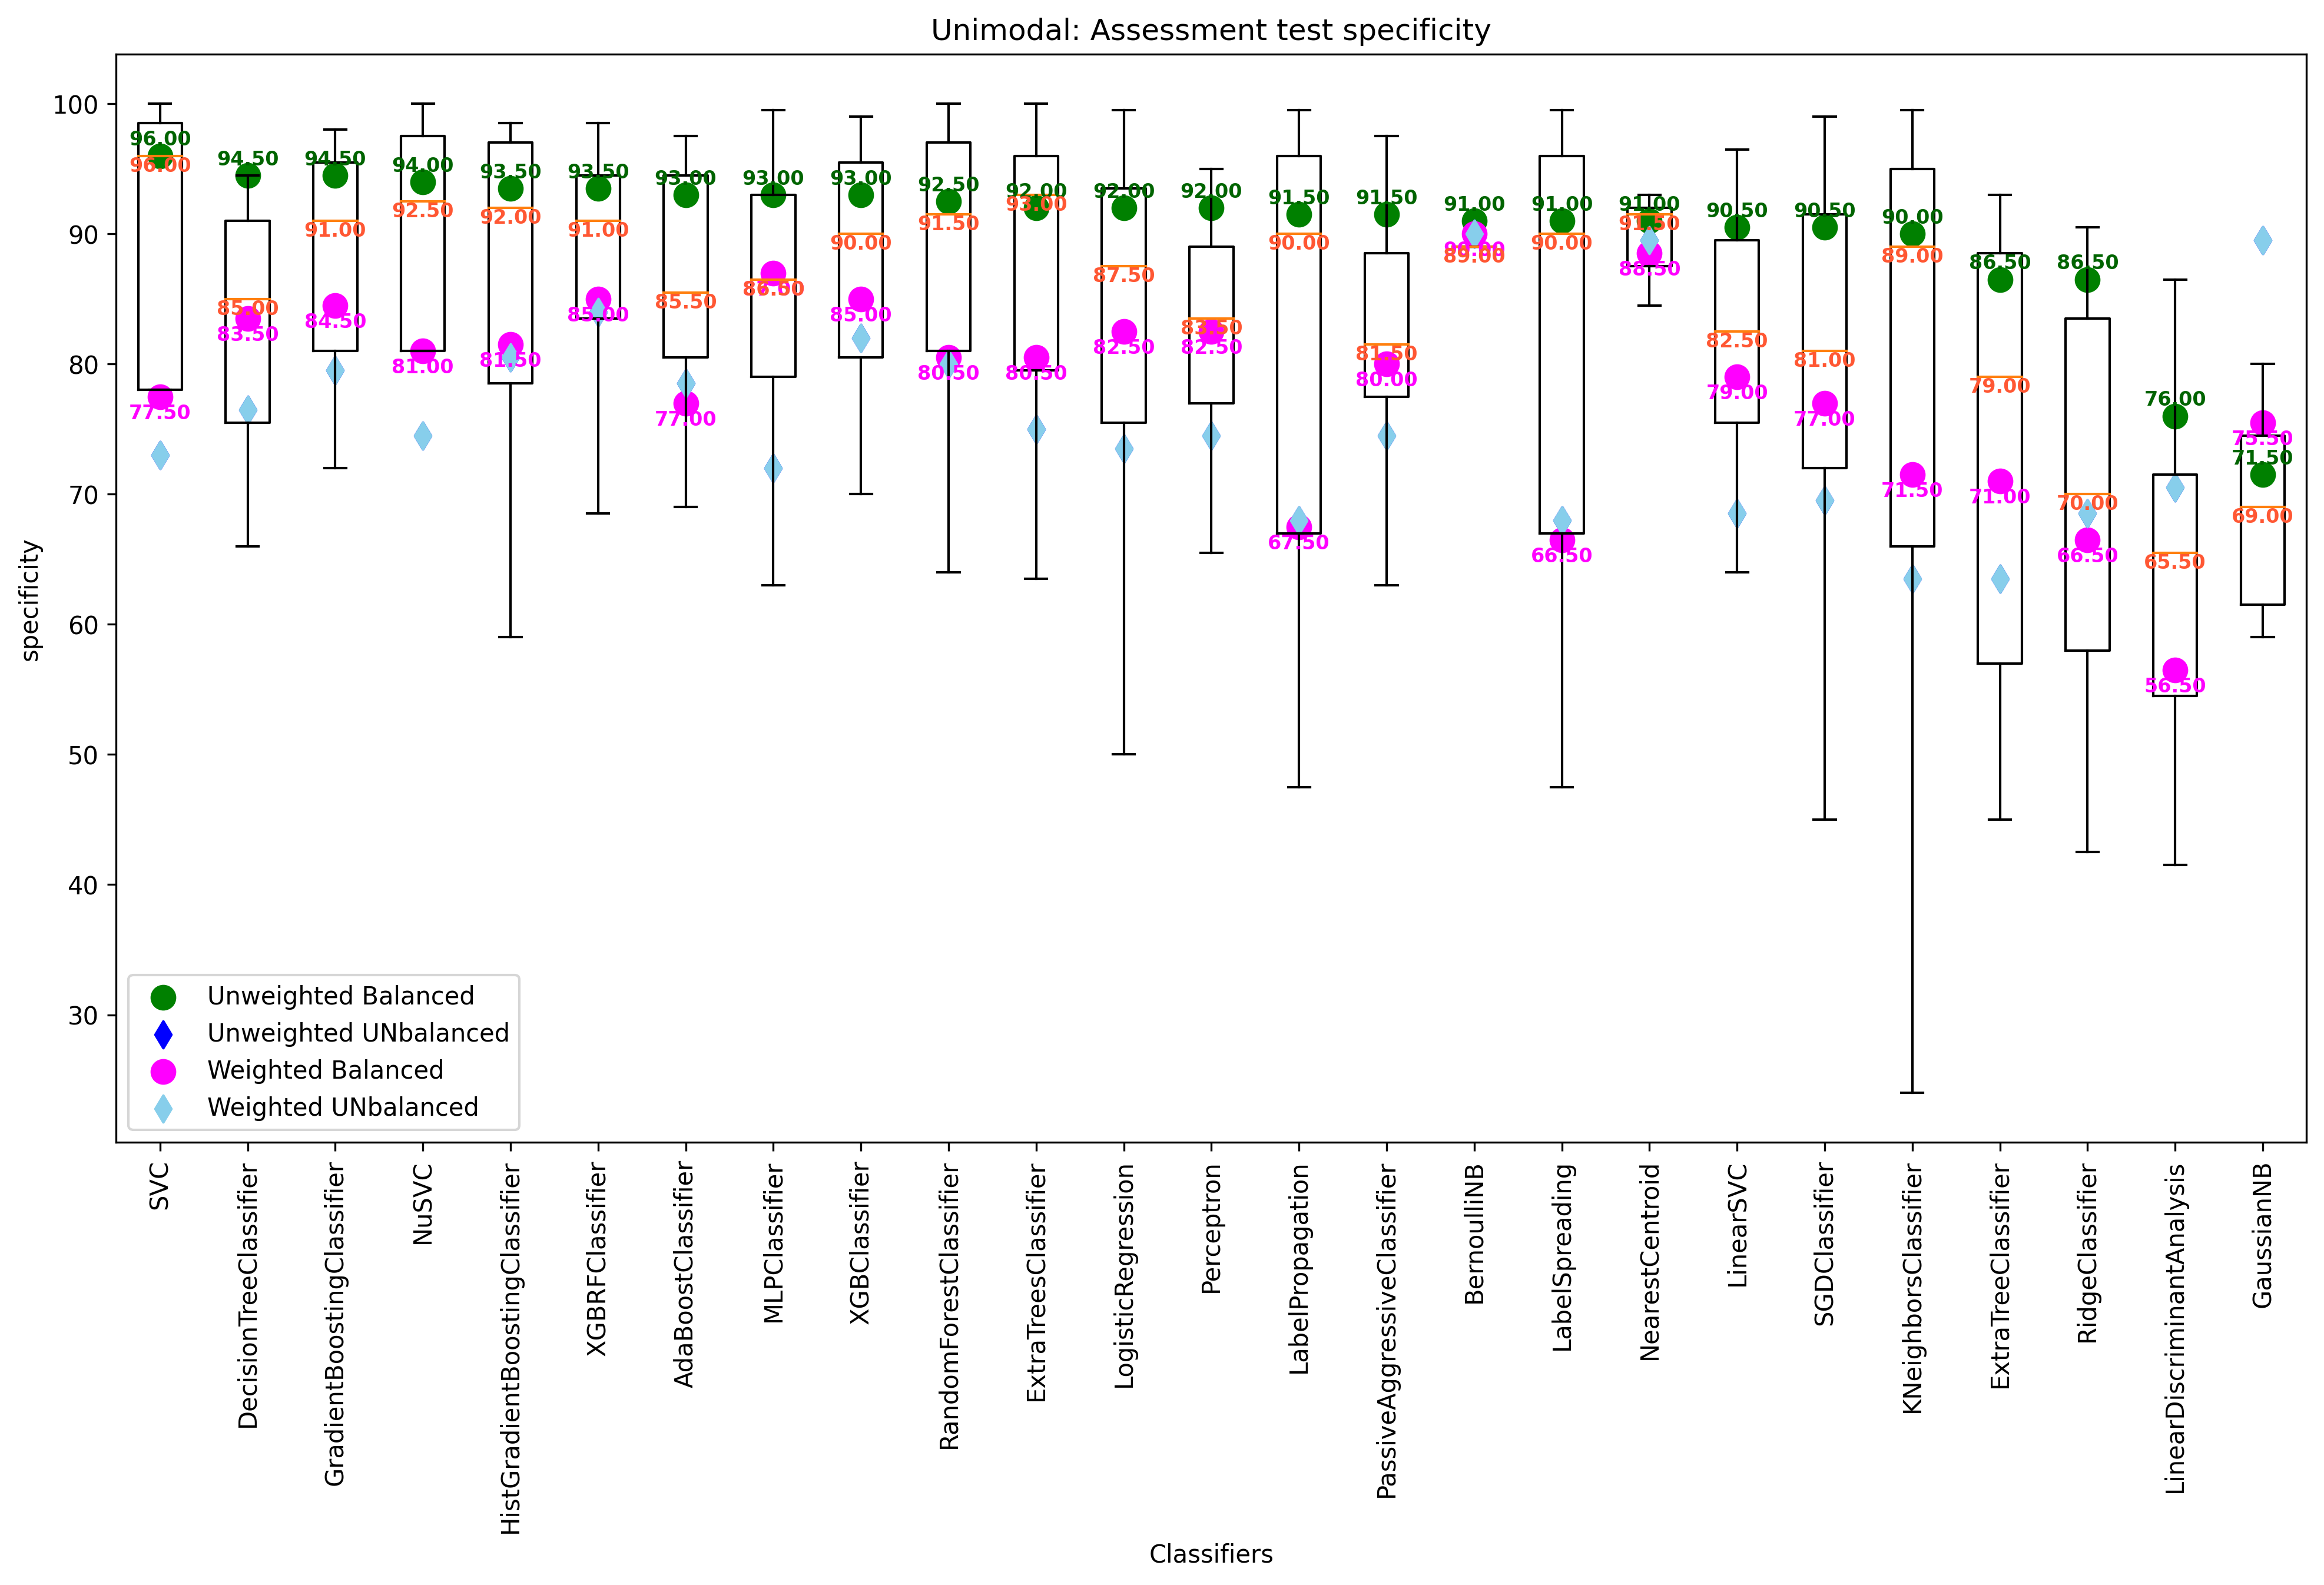 Unimodal: Assessment test specificity
specificity
100
90
80
70
60
50
40
30
96.00
96.00
77.50
94.50
85.00
83.50
94.50
91.00
84.50
94.00
92.50
81.00
93.50
92.00
81.50
93.50
91.00
85.00
93.00
85.50
77.00
93.00
86.50
93.00
90.00
85.00
92.50
91.50
80.50
92.00
93.00
80.50
92.00
87.50
82.50
92.00
83.50
82.50
91.50
90.00
67.50
91.50
81.50
80.00
91.00
90.00
89.00
91.00
90.00
66.50
91.00
91.50
88.50
90.50
82.50
79.00
90.50
81.00
77.00
90.00
89.00
71.50
86.50
79.00
71.00
86.50
70.00
66.50
76.00
65.50
56.50
75.50
71.50
69.00
Unweighted Balanced
Unweighted UNbalanced
Weighted Balanced
Weighted UNbalanced
SVC
DecisionTreeClassifier
GradientBoostingClassifier
NuSVC
HistGradientBoostingClassifier
XGBRFClassifier
AdaBoostClassifier
MLPClassifier
XGBClassifier
RandomForestClassifier
ExtraTreesClassifier
LogisticRegression
Perceptron
LabelPropagation
PassiveAggressiveClassifier
BernoulliNB
LabelSpreading
NearestCentroid
LinearSVC
SGDClassifier
KNeighborsClassifier
ExtraTreeClassifier
RidgeClassifier
LinearDiscriminantAnalysis
GaussianNB
Classifiers